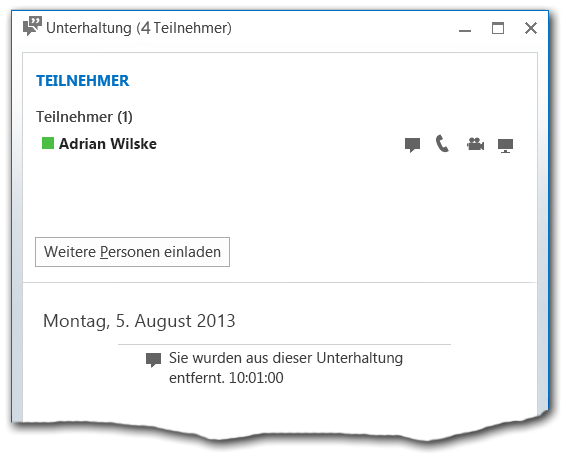 Unterhaltung (4 Teilnehmer)
TEILNEHMER
Teilnehmer (1)
Adrian Wilske
Weitere Personen einladen
Montag, 5. August 2013
Sie wurden aus dieser Unterhaltung
entfernt. 10:01:00